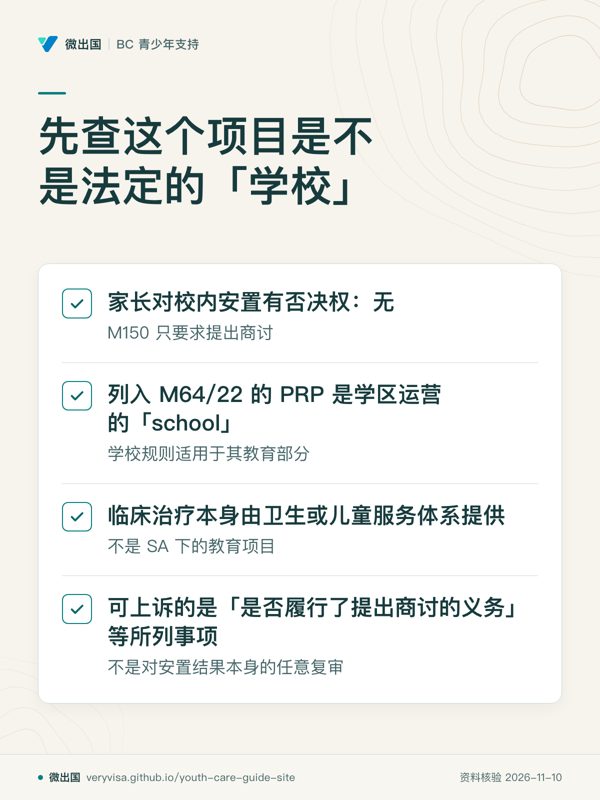 微出国 | BC 青少年支持
先查这个项目是不
是法定的「学校」
家长对校内安置有否决权：无
M150 只要求提出商讨
列入 M64/22 的 PRP 是学区运营
的「school」
学校规则适用于其教育部分
临床治疗本身由卫生或儿童服务体系提供
不是 SA 下的教育项目
可上诉的是「是否履行了提出商讨的义务」
等所列事项
不是对安置结果本身的任意复审
微出国 veryvisa.github.io/youth-care-guide-site
资料核验 2026-11-10